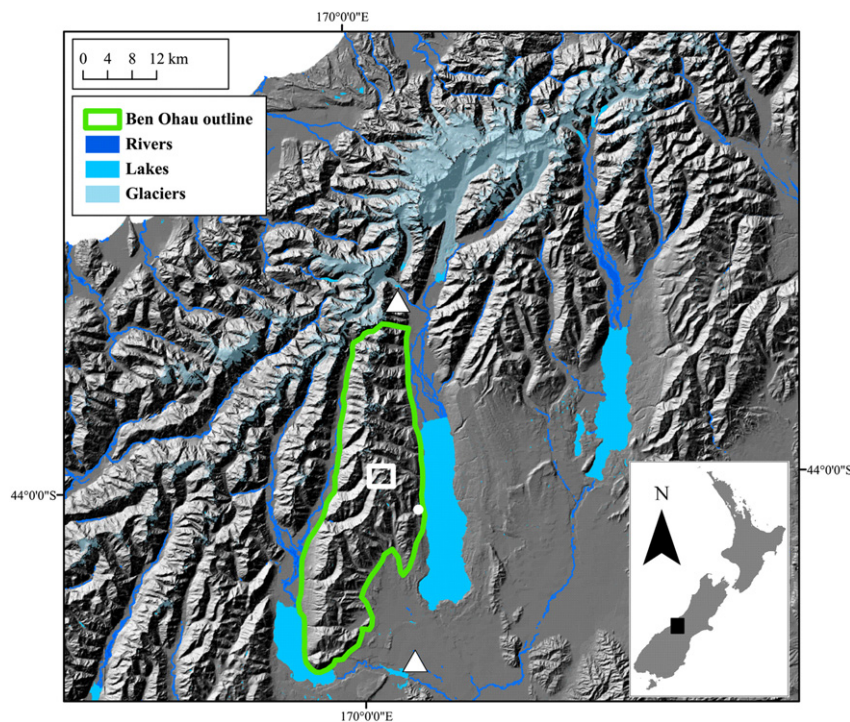 170°0'0"E
0 4 8 12 km
Ben Ohau outline
Rivers
Lakes
Glaciers
44°0'0"S
44°0'0"S
N
170°0'0"E